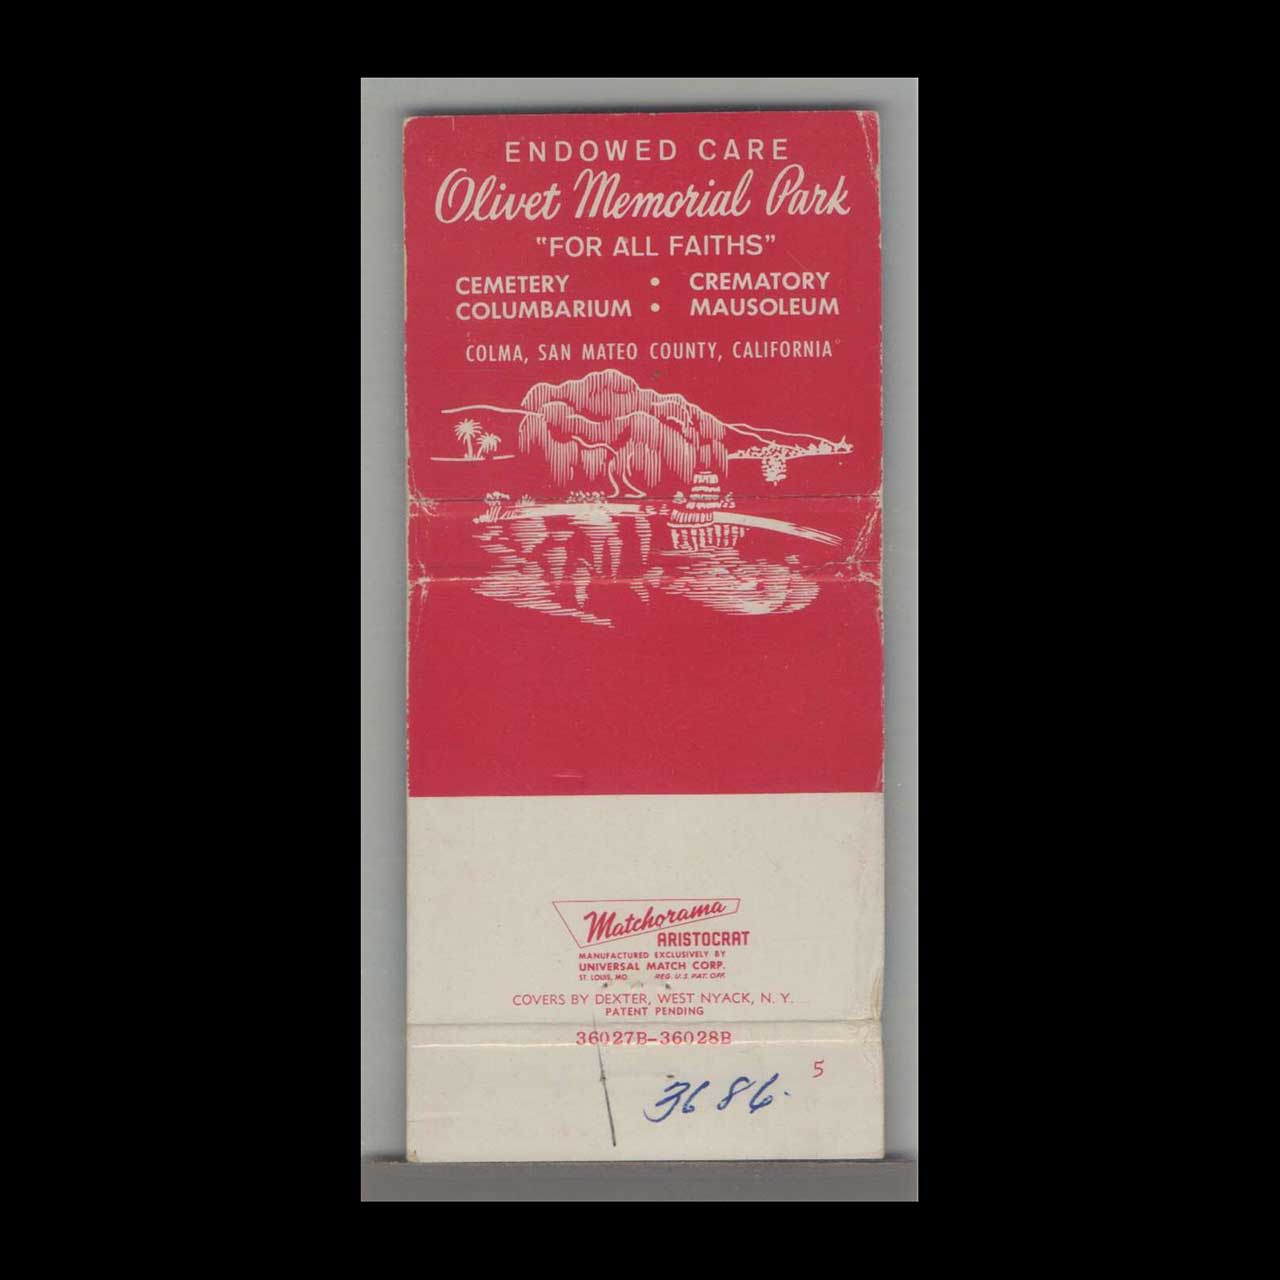 ENDOWED CARE
Olivet Memorial Park
"FOR ALL FAITHS"
CEMETERY • CREMATORY
COLUMBARIUM • MAUSOLEUM
COLMA, SAN MATEO COUNTY, CALIFORNIA
Matchorama
ARISTOCRAT
MANUFACTURED EXCLUSIVELY BY
UNIVERSAL MATCH CORP.
ST. LOUIS, MO. REG. U.S. PAT. OFF.
COVERS BY DEXTER, WEST NYACK, N. Y.
PATENT PENDING
36027B-36028B
5
3686.